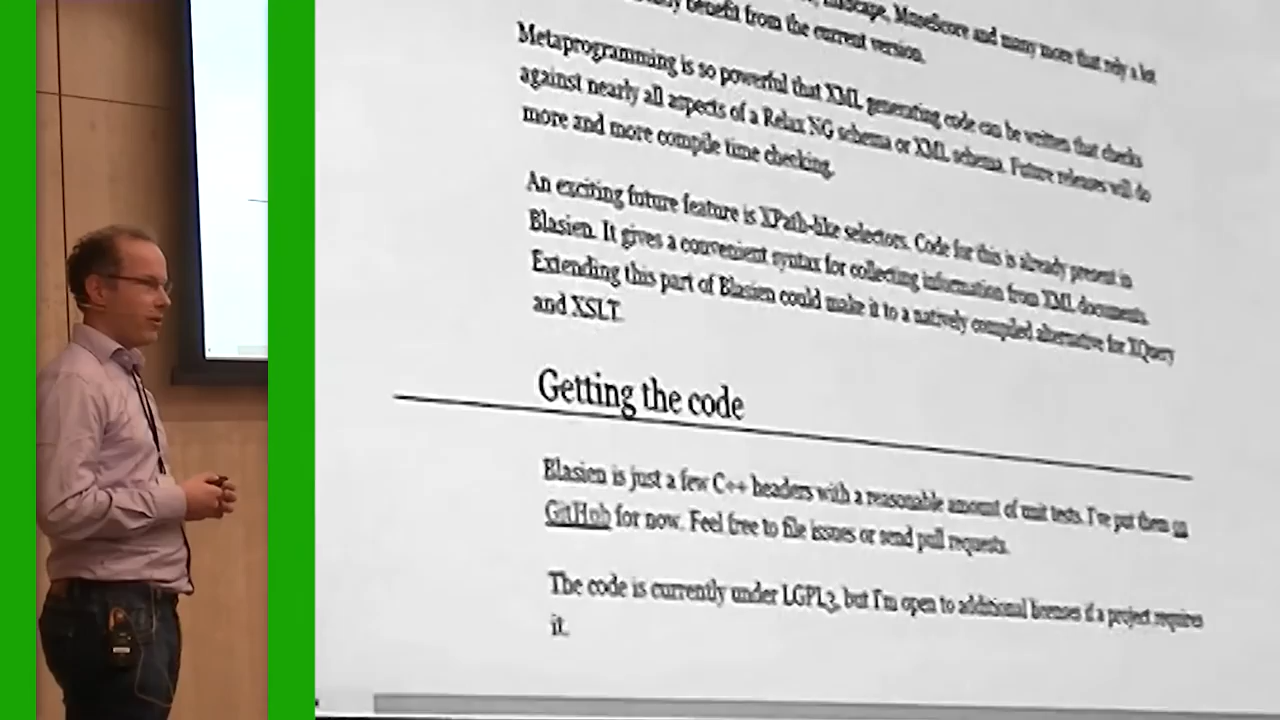 benefit from the current version.
MuseScore and many more that rely a lot
Metaprogramming is so powerful that XML generating code can be written that checks
against nearly all aspects of a Relax NG schema or XML schema. Future releases will do
more and more compile time checking.
An exciting future feature is XPath-like selectors. Code for this is already present in
Blasien. It gives a convenient syntax for collecting information from XML documents.
Extending this part of Blasien could make it to a natively compiled alternative for XQuery
and XSLT.
Getting the code
Blasien is just a few C++ headers with a reasonable amount of unit tests. I've put them on
GitHub for now. Feel free to file issues or send pull requests.
The code is currently under LGPL3, but I'm open to additional licenses if a project requires
it.